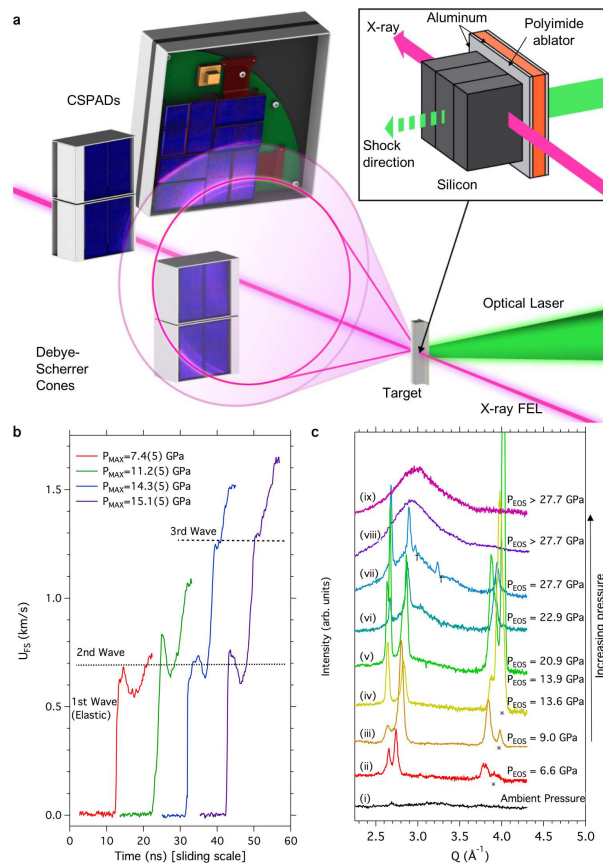 a
X-ray
Aluminum
Polyimide
ablator
CSPADs
Shock
direction
Silicon
Optical Laser
Debye-
Scherrer
Cones
Target
X-ray FEL
b
P_MAX=7.4(5) GPa
P_MAX=11.2(5) GPa
P_MAX=14.3(5) GPa
P_MAX=15.1(5) GPa
3rd Wave
2nd Wave
1st Wave
(Elastic)
U_FS (km/s)
1.5
1.0
0.5
0.0
0 10 20 30 40 50 60
Time (ns) [sliding scale]
c
(ix)
P_EOS > 27.7 GPa
(viii)
P_EOS > 27.7 GPa
(vii)
†
†
P_EOS = 27.7 GPa
(vi)
P_EOS = 22.9 GPa
(v)
P_EOS = 20.9 GPa
P_EOS = 13.9 GPa
(iv)
P_EOS = 13.6 GPa
*
(iii)
P_EOS = 9.0 GPa
*
(ii)
P_EOS = 6.6 GPa
*
(i)
Ambient Pressure
Intensity (arb. units)
Increasing pressure
2.5 3.0 3.5 4.0 4.5 5.0
Q (Å⁻¹)